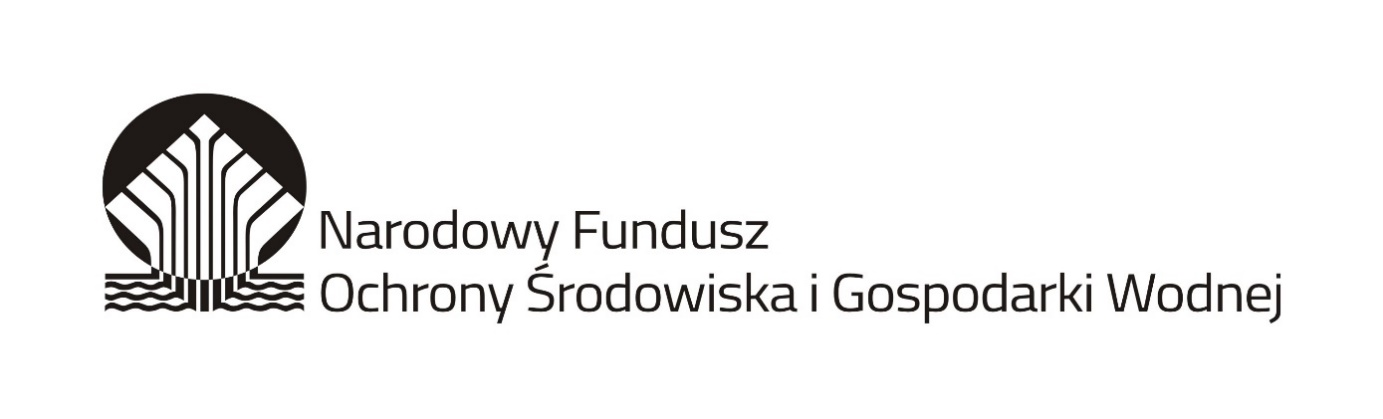 Narodowy Fundusz
Ochrony Środowiska i Gospodarki Wodnej